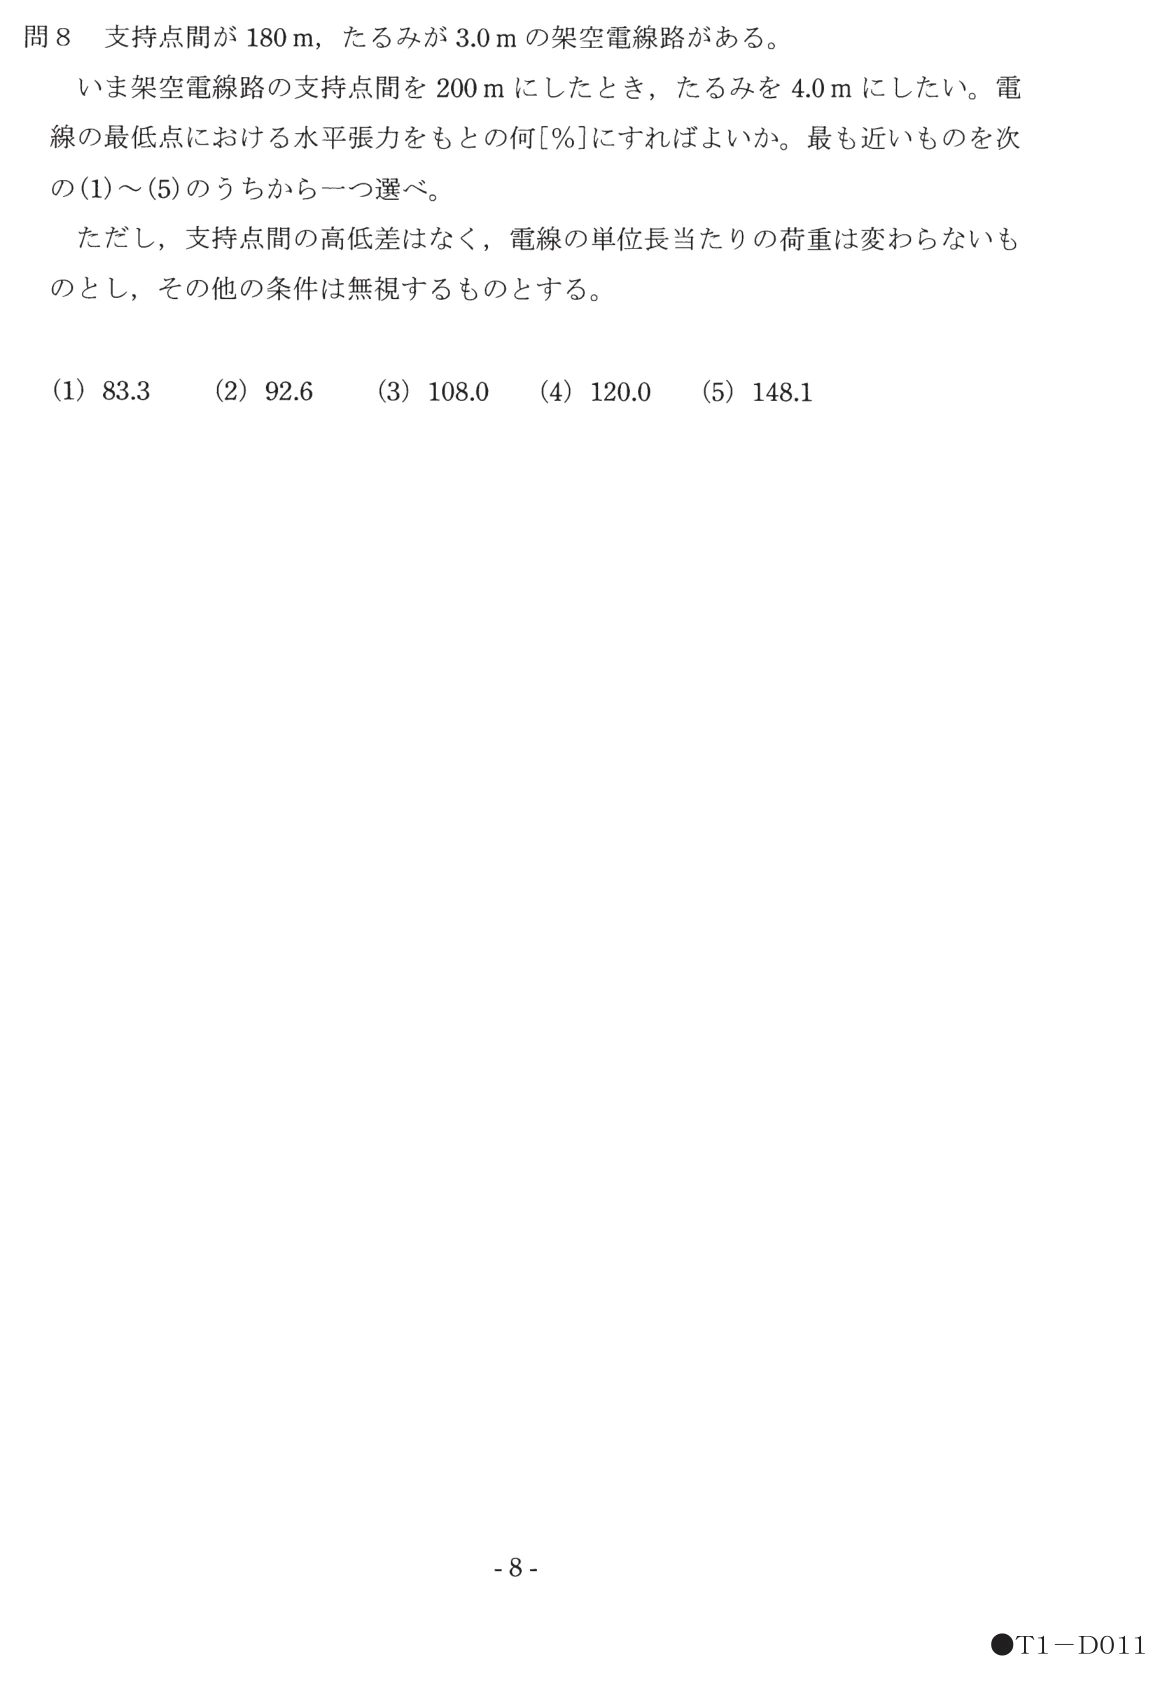 問８　支持点間が 180 m，たるみが 3.0 m の架空電線路がある。
いま架空電線路の支持点間を 200 m にしたとき，たるみを 4.0 m にしたい。電
線の最低点における水平張力をもとの何[％]にすればよいか。最も近いものを次
の(1)～(5)のうちから一つ選べ。
ただし，支持点間の高低差はなく，電線の単位長当たりの荷重は変わらないも
のとし，その他の条件は無視するものとする。
(1) 83.3　(2) 92.6　(3) 108.0　(4) 120.0　(5) 148.1
- 8 -
●T1－D011